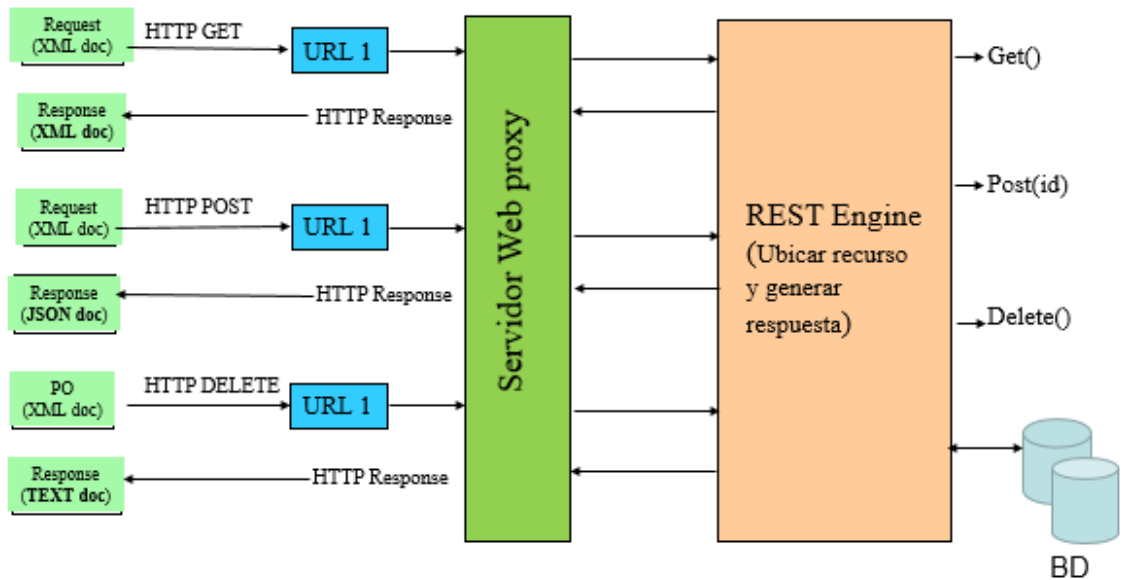 Request
(XML doc)
HTTP GET
URL 1
Get()
Response
(XML doc)
HTTP Response
Request
(XML doc)
HTTP POST
URL 1
Post(id)
Response
(JSON doc)
HTTP Response
PO
(XML doc)
HTTP DELETE
URL 1
Delete()
Response
(TEXT doc)
HTTP Response
Servidor Web proxy
REST Engine
(Ubicar recurso
y generar
respuesta)
BD